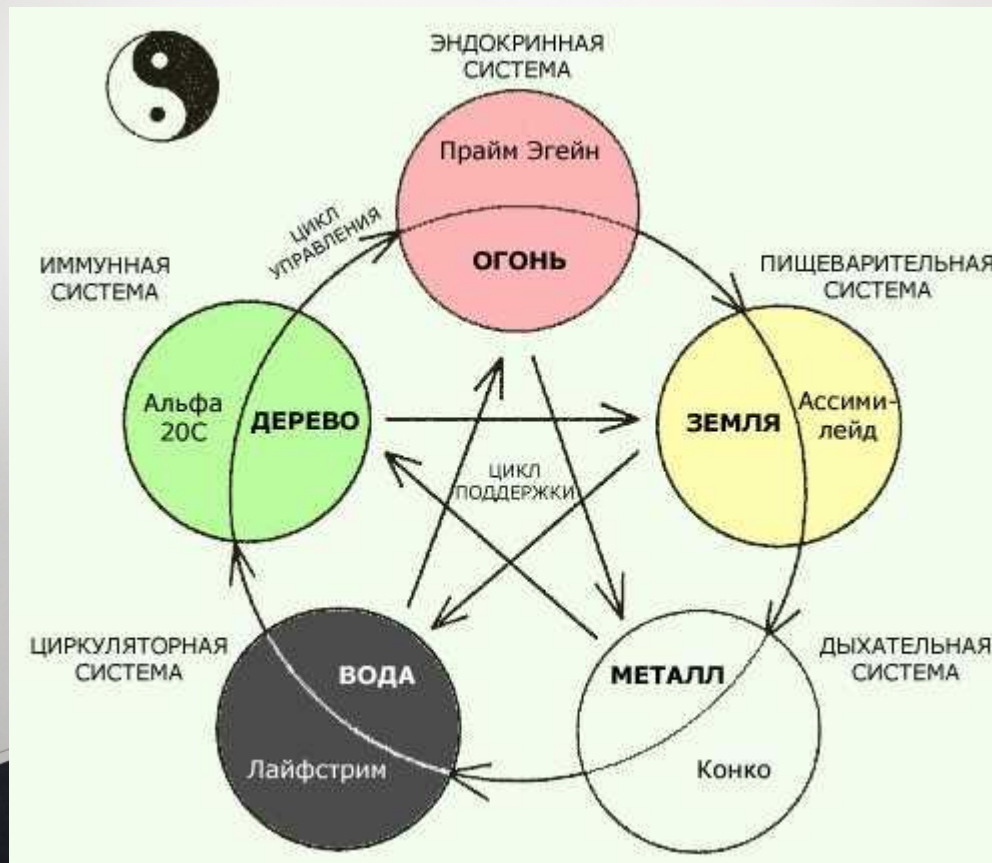 ЭНДОКРИННАЯ
СИСТЕМА
Прайм Эгейн
ОГОНЬ
ЦИКЛ
УПРАВЛЕНИЯ
ИММУННАЯ
СИСТЕМА
ПИЩЕВАРИТЕЛЬНАЯ
СИСТЕМА
Альфа
20С
ДЕРЕВО
ЗЕМЛЯ
Ассими-
лейд
ЦИКЛ
ПОДДЕРЖКИ
ЦИРКУЛЯТОРНАЯ
СИСТЕМА
ВОДА
Лайфстрим
МЕТАЛЛ
Конко
ДЫХАТЕЛЬНАЯ
СИСТЕМА